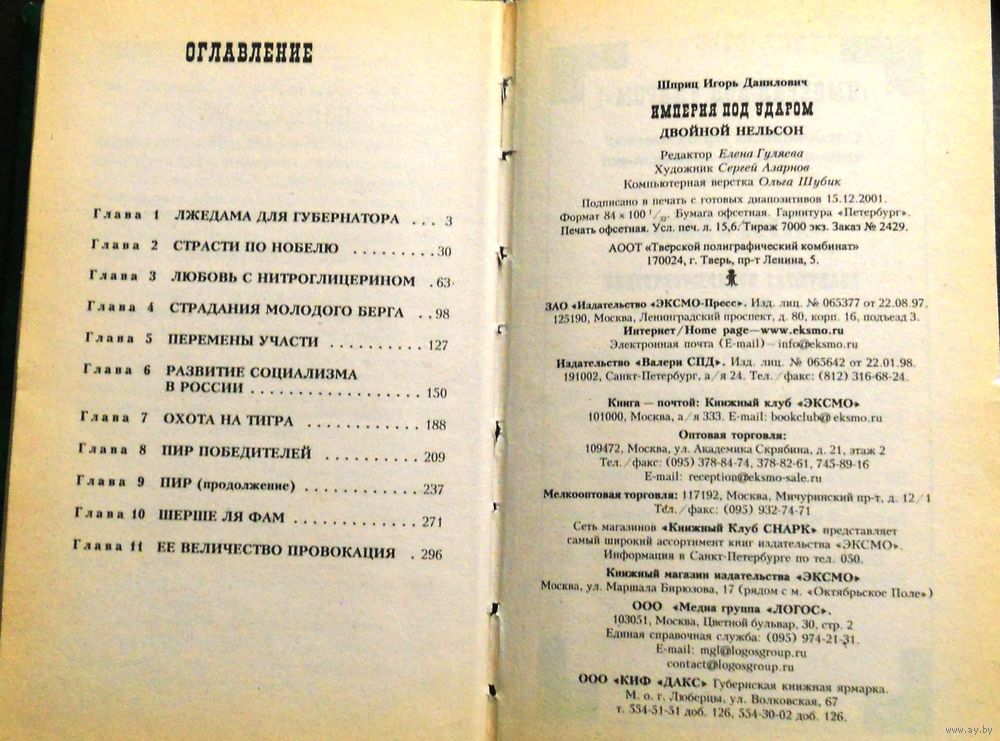 ОГЛАВЛЕНИЕ
Глава 1 ЛЖЕДАМА ДЛЯ ГУБЕРНАТОРА ... 3
Глава 2 СТРАСТИ ПО НОБЕЛЮ .........30
Глава 3 ЛЮБОВЬ С НИТРОГЛИЦЕРИНОМ .63
Глава 4 СТРАДАНИЯ МОЛОДОГО БЕРГА ..98
Глава 5 ПЕРЕМЕНЫ УЧАСТИ ..........127
Глава 6 РАЗВИТИЕ СОЦИАЛИЗМА
В РОССИИ ................150
Глава 7 ОХОТА НА ТИГРА ............188
Глава 8 ПИР ПОБЕДИТЕЛЕЙ ..........209
Глава 9 ПИР (продолжение) ............237
Глава 10 ШЕРШЕ ЛЯ ФАМ .............271
Глава 11 ЕЕ ВЕЛИЧЕСТВО ПРОВОКАЦИЯ . 296
Шприц Игорь Данилович
ИМПЕРИЯ ПОД УДАРОМ
ДВОЙНОЙ НЕЛЬСОН
Редактор Елена Гуляева
Художник Сергей Азарнов
Компьютерная верстка Ольга Шубик
Подписано в печать с готовых диапозитивов 15.12.2001.
Формат 84 × 100 1/32. Бумага офсетная. Гарнитура «Петербург».
Печать офсетная. Усл. печ. л. 15,6. Тираж 7000 экз. Заказ № 2429.
АООТ «Тверской полиграфический комбинат»
170024, г. Тверь, пр-т Ленина, 5.
ЗАО «Издательство «ЭКСМО-Пресс». Изд. лиц. № 065377 от 22.08.97.
125190, Москва, Ленинградский проспект, д. 80, корп. 16, подъезд 3.
Интернет/Home page—www.eksmo.ru
Электронная почта (E-mail)—info@eksmo.ru
Издательство «Валери СПД». Изд. лиц. № 065642 от 22.01.98.
191002, Санкт-Петербург, а/я 24. Тел./факс: (812) 316-68-24.
Книга — почтой: Книжный клуб «ЭКСМО»
101000, Москва, а/я 333. E-mail: bookclub@eksmo.ru
Оптовая торговля:
109472, Москва, ул. Академика Скрябина, д. 21, этаж 2
Тел./факс: (095) 378-84-74, 378-82-61, 745-89-16
E-mail: reception@eksmo-sale.ru
Мелкооптовая торговля: 117192, Москва, Мичуринский пр-т, д. 12/1
Тел./факс: (095) 932-74-71
Сеть магазинов «Книжный Клуб СНАРК» представляет
самый широкий ассортимент книг издательства «ЭКСМО».
Информация в Санкт-Петербурге по тел. 050.
Книжный магазин издательства «ЭКСМО»
Москва, ул. Маршала Бирюзова, 17 (рядом с м. «Октябрьское Поле»)
ООО «Медиа группа «ЛОГОС».
103051, Москва, Цветной бульвар, 30, стр. 2
Единая справочная служба: (095) 974-21-31.
E-mail: mgl@logosgroup.ru
contact@logosgroup.ru
ООО «КИФ «ДАКС» Губернская книжная ярмарка.
М. о. г. Люберцы, ул. Волковская, 67
т. 554-51-51 доб. 126, 554-30-02 доб. 126.
www.ay.by